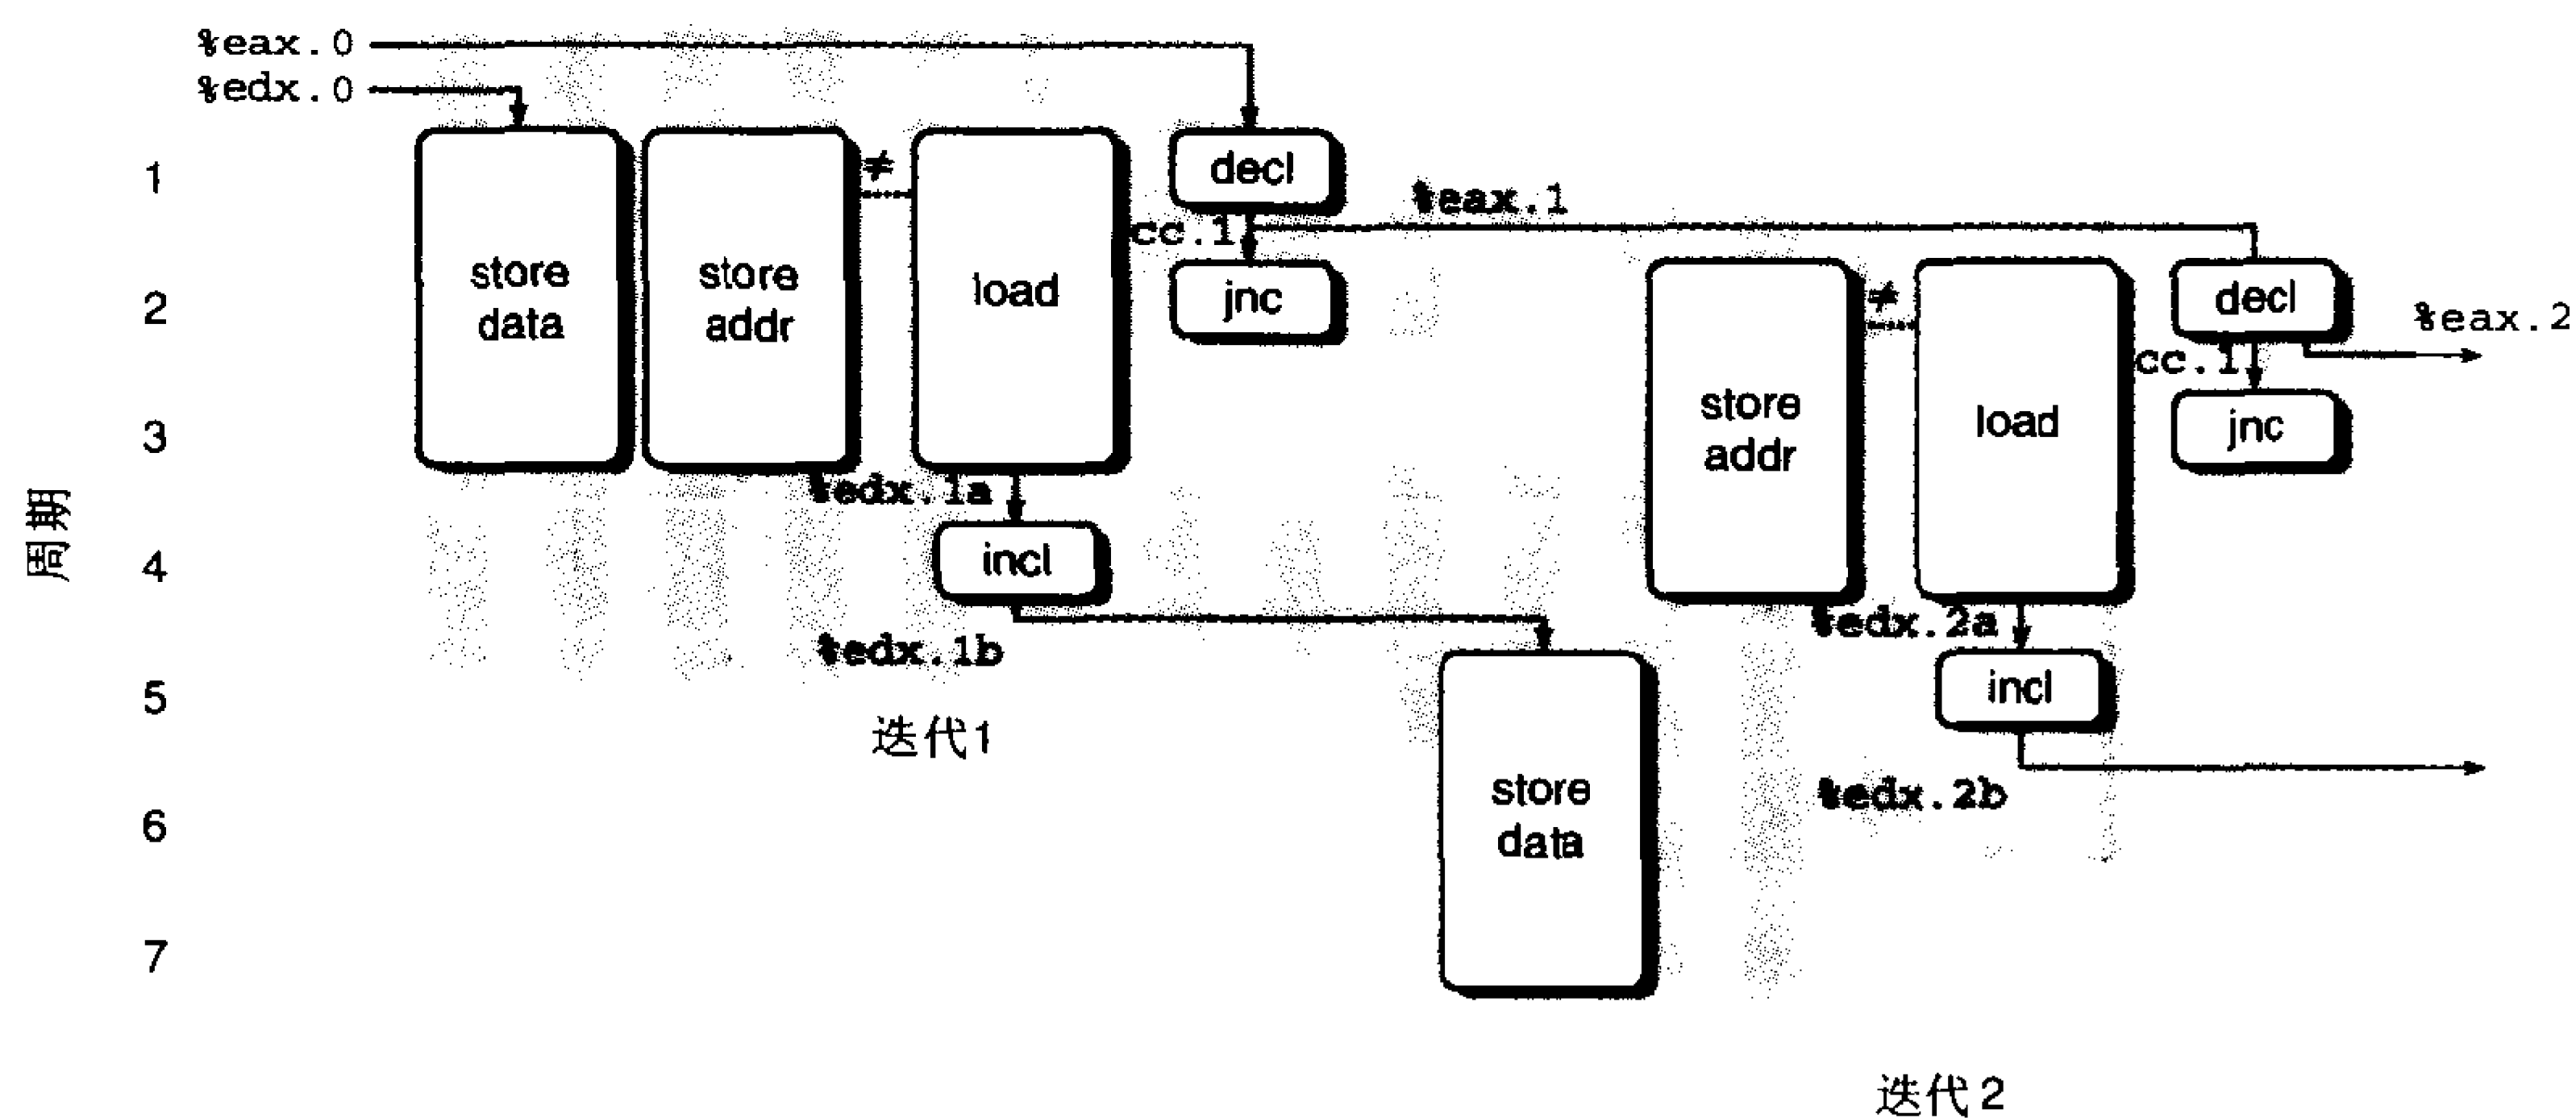 %eax.0
%edx.0
1
2
3
4
5
6
7
周期
store
data
store
addr
≠
load
decl
cc.1
jnc
%eax.1
%edx.1a
incl
%edx.1b
迭代1
store
data
store
addr
≠
load
decl
cc.1
jnc
%eax.2
%edx.2a
incl
%edx.2b
迭代2